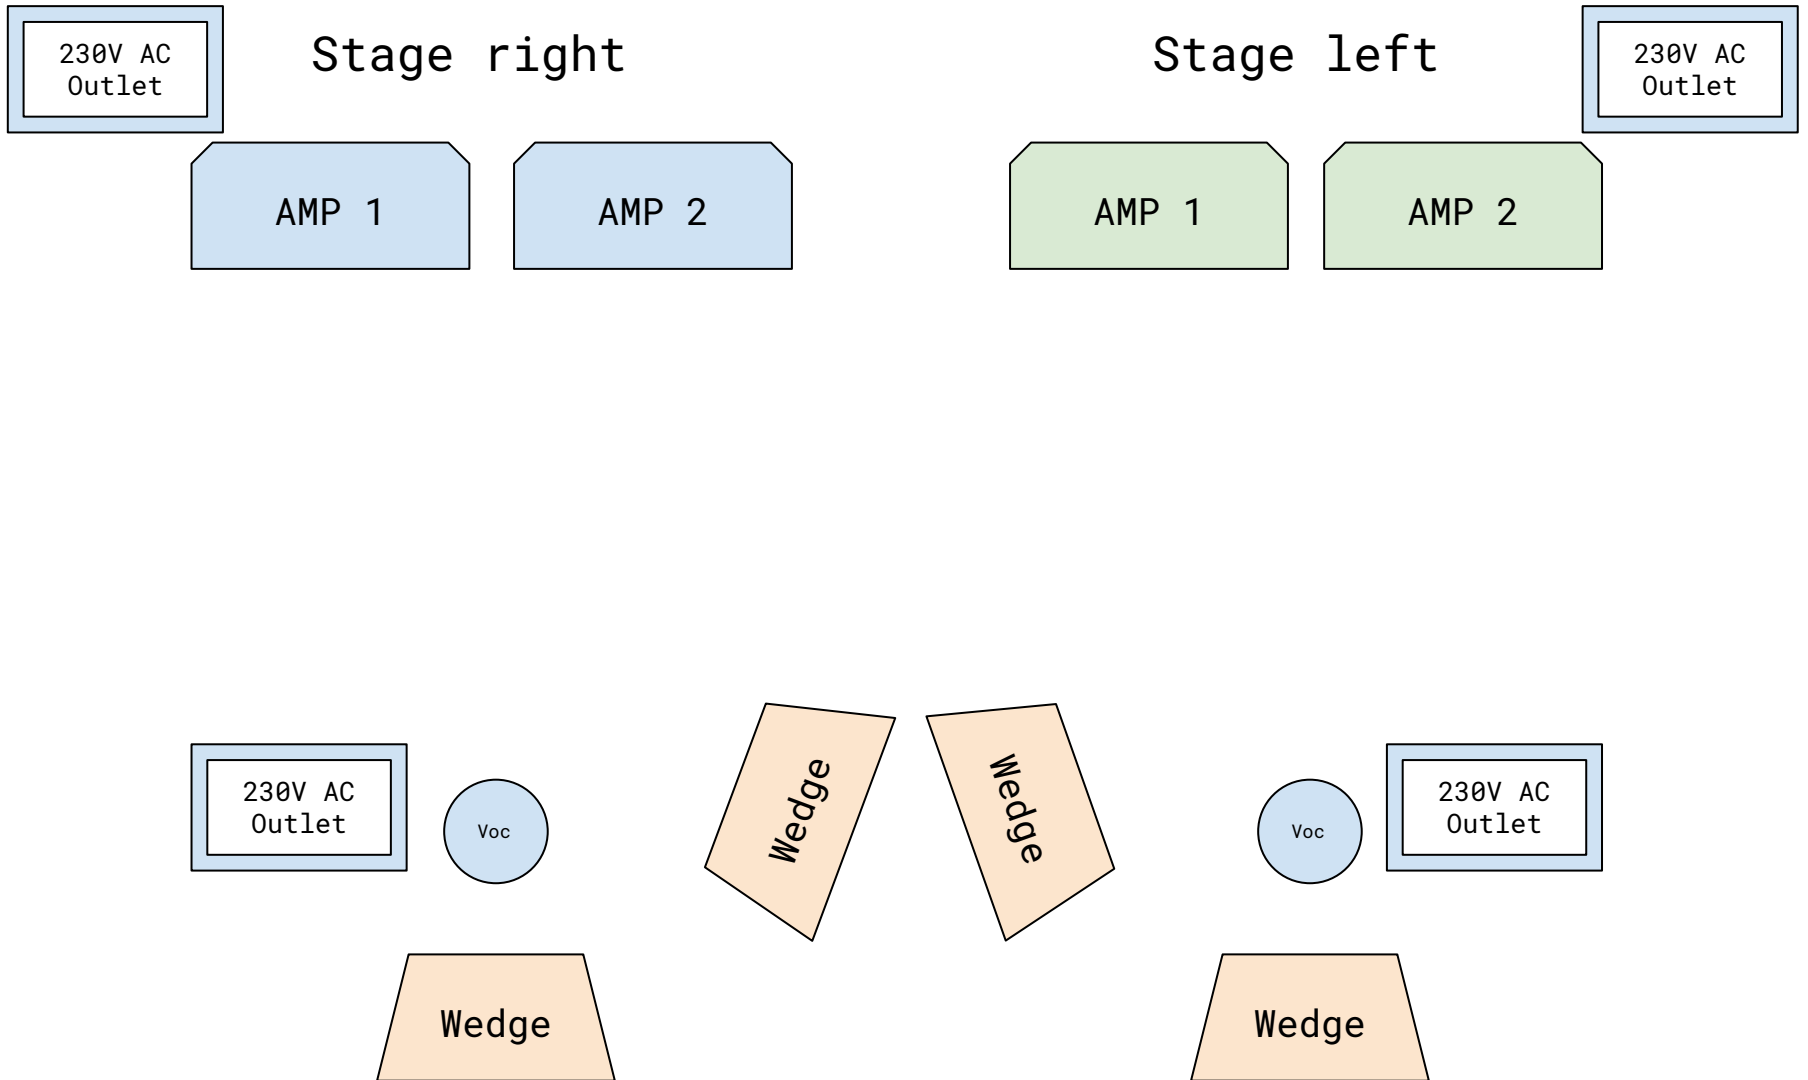 230V AC
Outlet
Stage right
Stage left
230V AC
Outlet
AMP 1
AMP 2
AMP 1
AMP 2
230V AC
Outlet
Voc
Wedge
Wedge
Voc
230V AC
Outlet
Wedge
Wedge